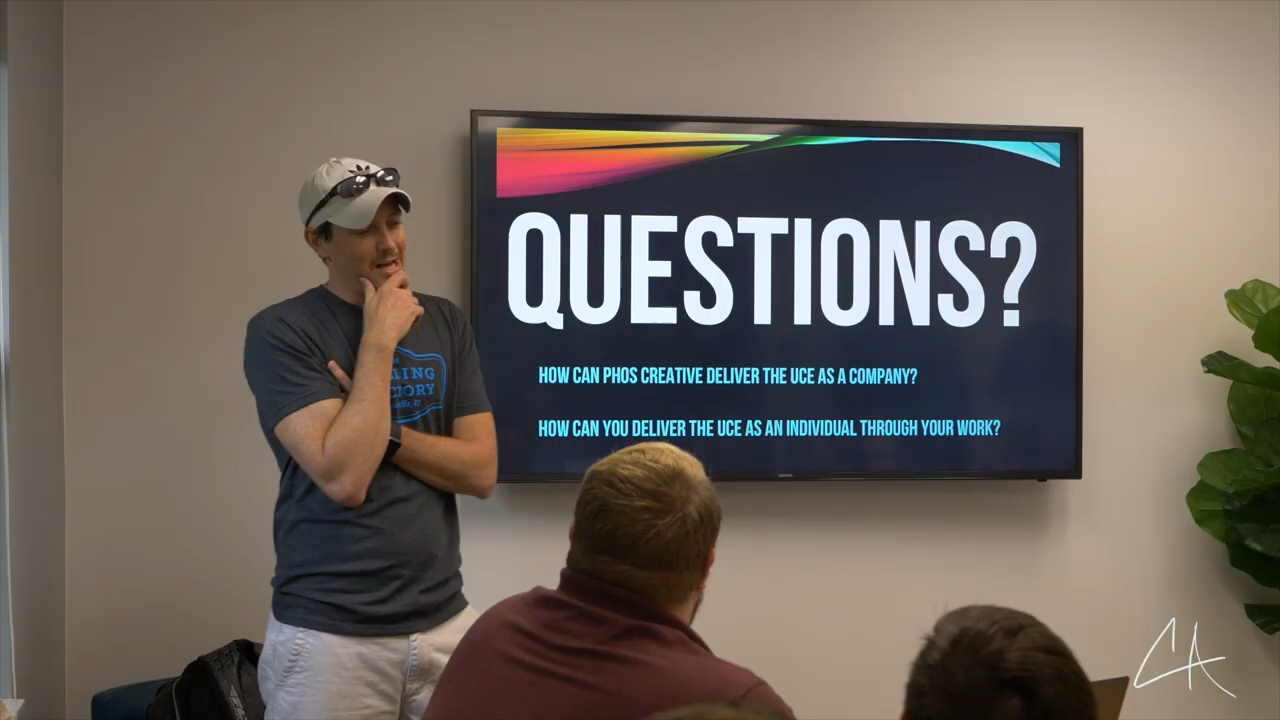 QUESTIONS?
HOW CAN PHOS CREATIVE DELIVER THE UCE AS A COMPANY?
HOW CAN YOU DELIVER THE UCE AS AN INDIVIDUAL THROUGH YOUR WORK?
CA